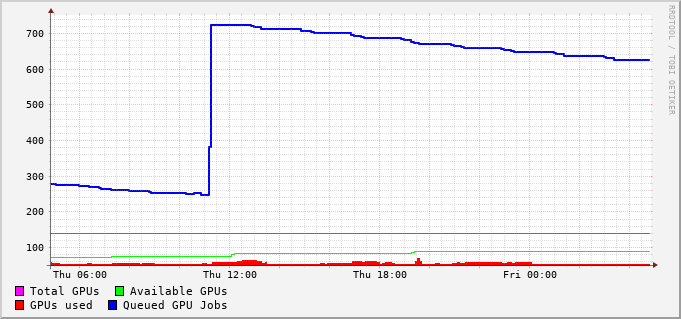 700
600
500
400
300
200
100
Thu 06:00 Thu 12:00 Thu 18:00 Fri 00:00
Total GPUs Available GPUs
GPUs used Queued GPU Jobs
RRDTOOL / TOBI OETIKER